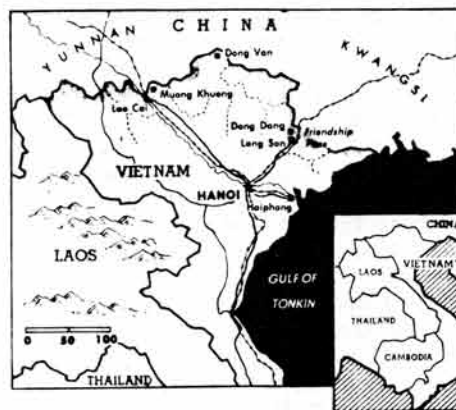 CHINA
YUNNAN
KWANGSI
Dong Van
Muong Khuong
Lao Cai
Dong Dang
Lang Son
Friendship
Pass
VIETNAM
HANOI
Haiphong
LAOS
GULF OF
TONKIN
0 50 100
THAILAND
CHINA
LAOS
VIETNAM
THAILAND
CAMBODIA